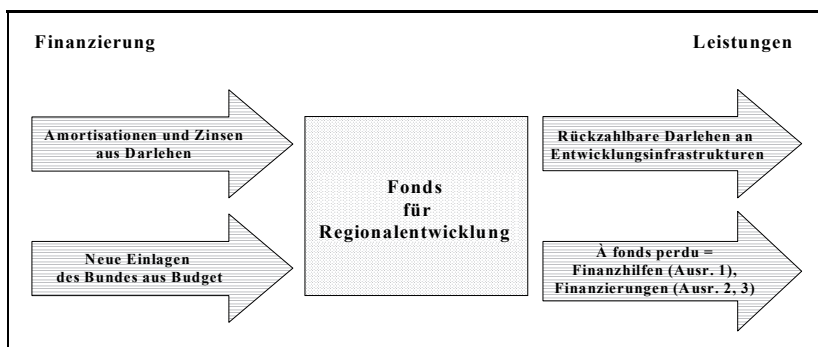 Finanzierung
Leistungen
Amortisationen und Zinsen
aus Darlehen
Neue Einlagen
des Bundes aus Budget
Fonds
für
Regionalentwicklung
Rückzahlbare Darlehen an
Entwicklungsinfrastrukturen
À fonds perdu =
Finanzhilfen (Ausr. 1),
Finanzierungen (Ausr. 2, 3)